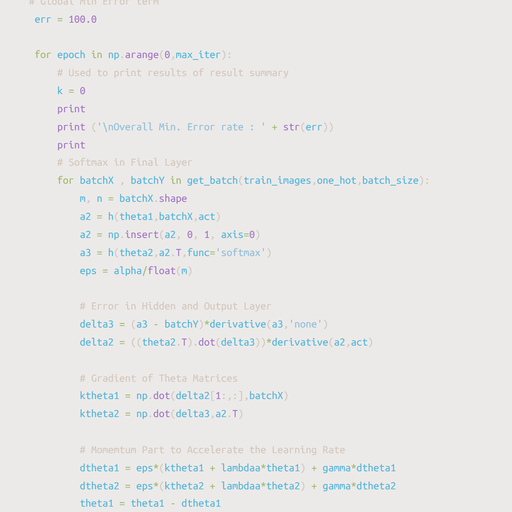 # Global Min Error term
err = 100.0
for epoch in np.arange(0,max_iter):
# Used to print results of result summary
k = 0
print
print ('\nOverall Min. Error rate : ' + str(err))
print
# Softmax in Final Layer
for batchX , batchY in get_batch(train_images,one_hot,batch_size):
m, n = batchX.shape
a2 = h(theta1,batchX,act)
a2 = np.insert(a2, 0, 1, axis=0)
a3 = h(theta2,a2.T,func='softmax')
eps = alpha/float(m)
# Error in Hidden and Output Layer
delta3 = (a3 - batchY)*derivative(a3,'none')
delta2 = ((theta2.T).dot(delta3))*derivative(a2,act)
# Gradient of Theta Matrices
ktheta1 = np.dot(delta2[1:,:],batchX)
ktheta2 = np.dot(delta3,a2.T)
# Momemtum Part to Accelerate the Learning Rate
dtheta1 = eps*(ktheta1 + lambdaa*theta1) + gamma*dtheta1
dtheta2 = eps*(ktheta2 + lambdaa*theta2) + gamma*dtheta2
theta1 = theta1 - dtheta1